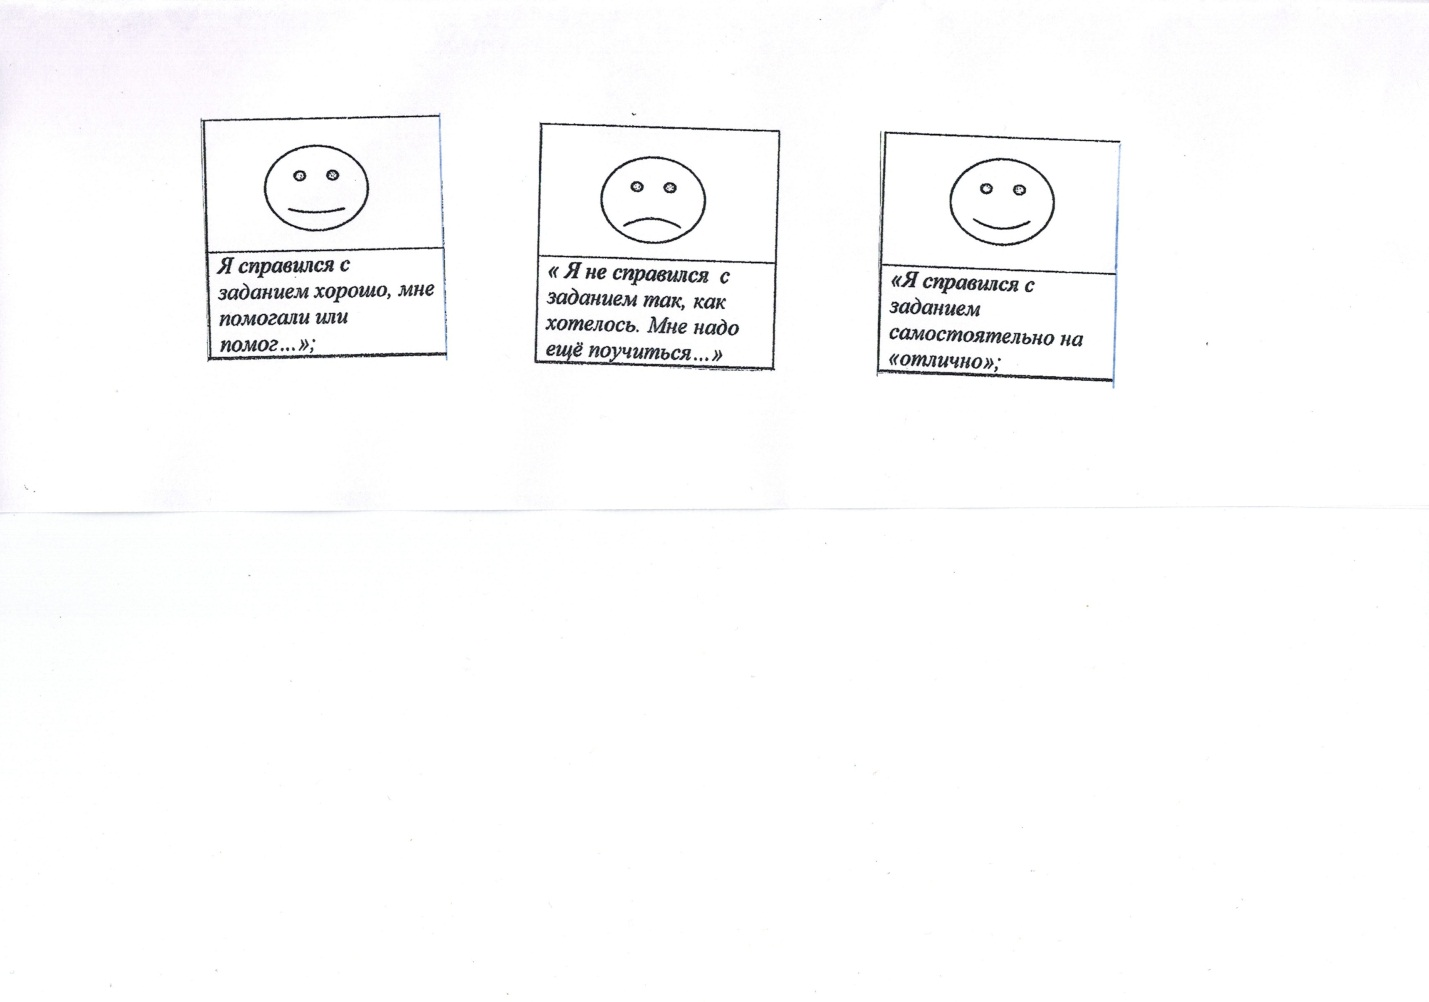 Я справился с
заданием хорошо, мне
помогали или
помог...»;
« Я не справился с
заданием так, как
хотелось. Мне надо
ещё поучиться...»
«Я справился с
заданием
самостоятельно на
«отлично»;